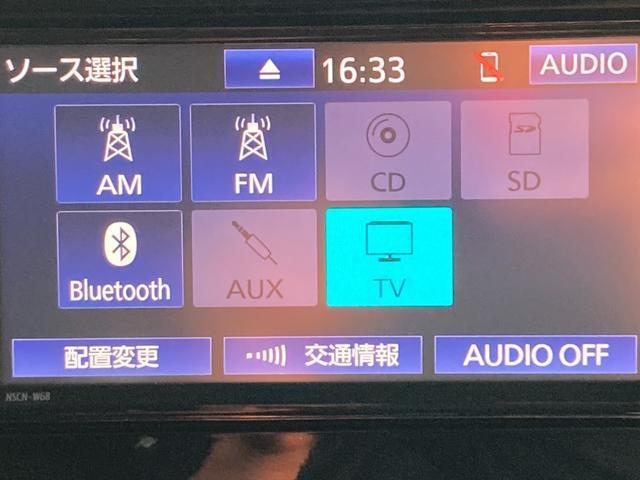 ソース選択 16:33 AUDIO
AM FM CD SD
Bluetooth AUX TV
配置変更 交通情報 AUDIO OFF
NSCN-W68